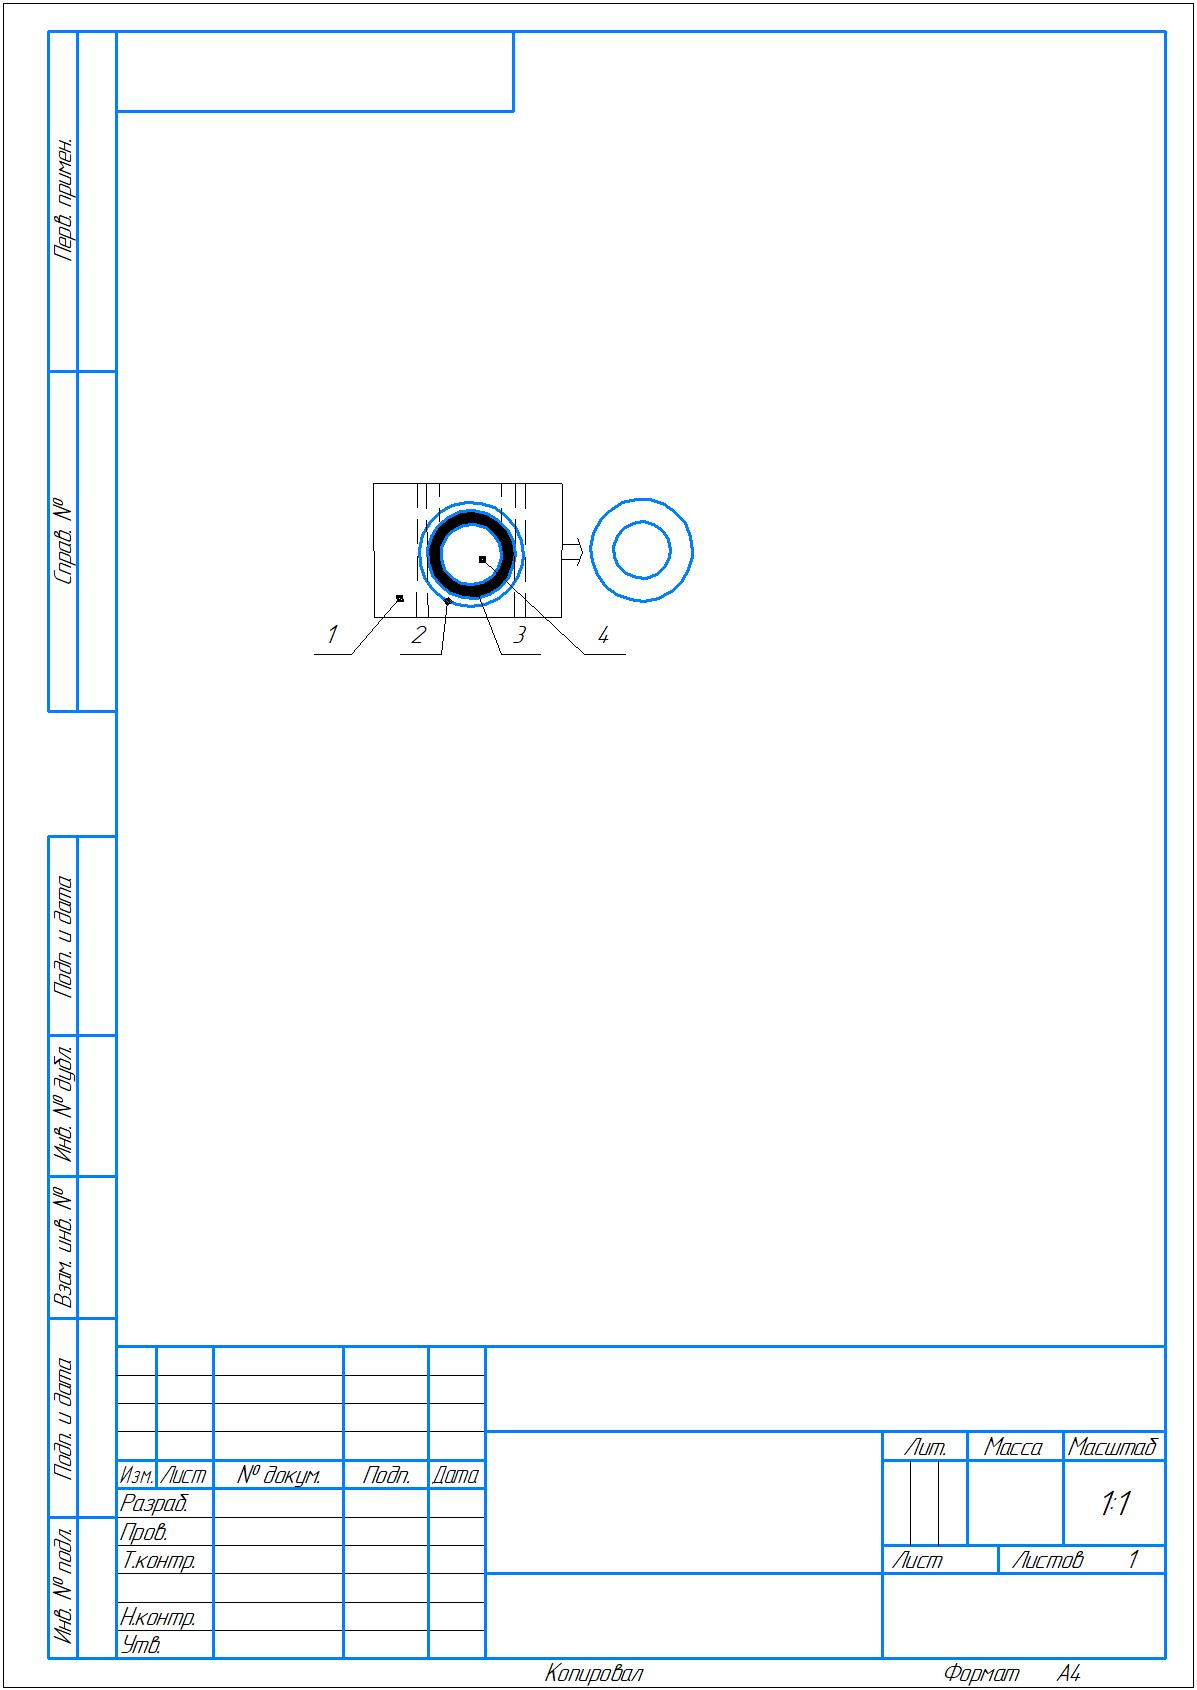 Перв. примен.
Справ. №
1 2 3 4
Подп. и дата
Инв. № дубл.
Взам. инв. №
Подп. и дата
Инв. № подл.
Изм. Лист № докум. Подп. Дата
Разраб.
Пров.
Т.контр.
Н.контр.
Утв.
Лит. Масса Масштаб
1:1
Лист Листов 1
Копировал Формат А4